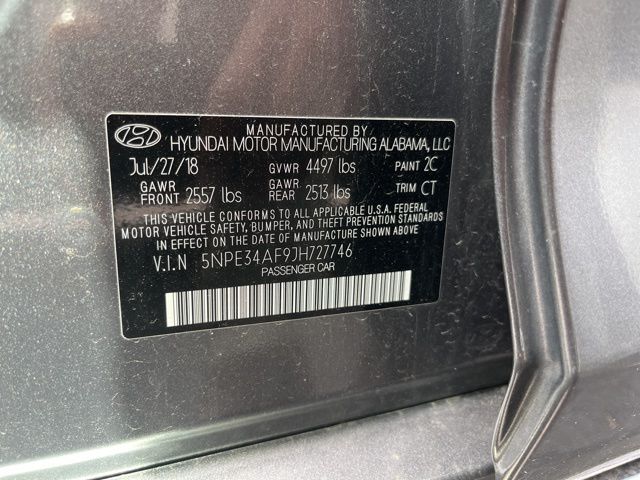 MANUFACTURED BY
HYUNDAI MOTOR MANUFACTURING ALABAMA, LLC
Jul/27/18 GVWR 4497 lbs PAINT 2C
GAWR FRONT 2557 lbs GAWR REAR 2513 lbs TRIM CT
THIS VEHICLE CONFORMS TO ALL APPLICABLE U.S.A. FEDERAL
MOTOR VEHICLE SAFETY, BUMPER, AND THEFT PREVENTION STANDARDS
IN EFFECT ON THE DATE OF MANUFACTURE SHOWN ABOVE.
V.I.N 5NPE34AF9JH727746
PASSENGER CAR